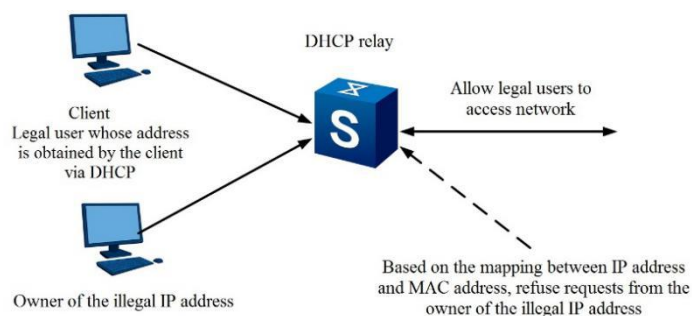 DHCP relay
Client
Legal user whose address
is obtained by the client
via DHCP
S
Allow legal users to
access network
Owner of the illegal IP address
Based on the mapping between IP address
and MAC address, refuse requests from the
owner of the illegal IP address